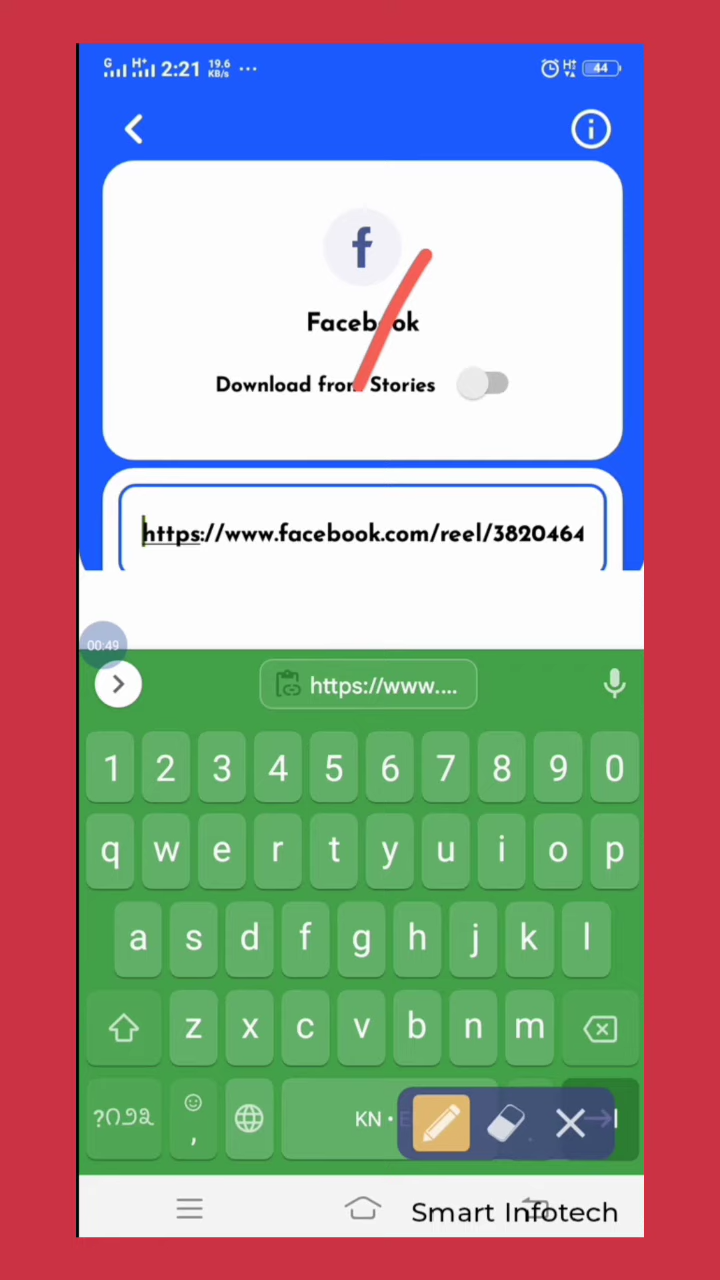 G H+ 2:21 19.6 KB/s ... H+ 44
f
Facebook
Download from Stories
https://www.facebook.com/reel/3820464
00:49
https://www....
1 2 3 4 5 6 7 8 9 0
q w e r t y u i o p
a s d f g h j k l
z x c v b n m
?೧೨೩ , KN •
Smart Infotech